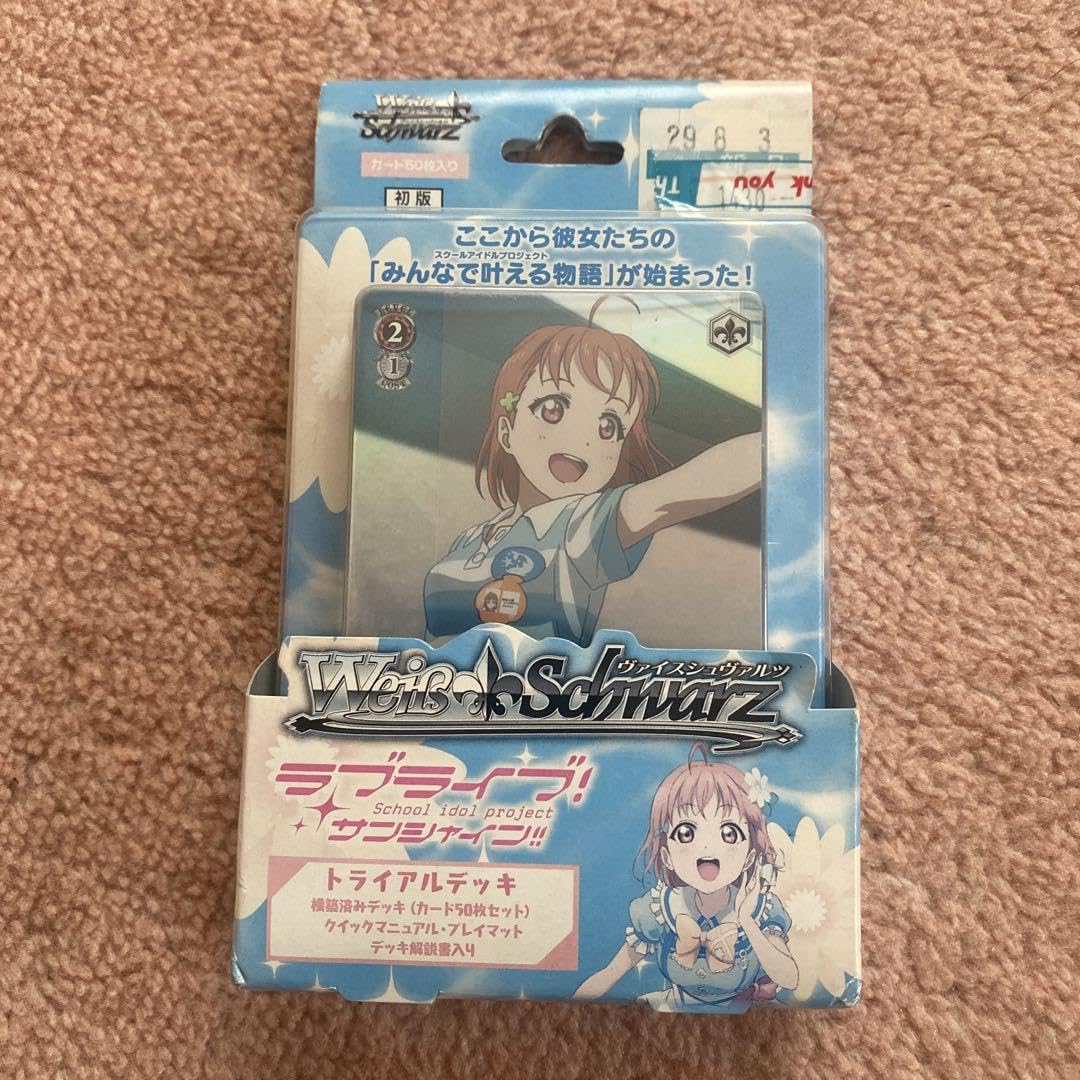 Weiß Schwarz
カード50枚入り
初版
29 8 3
Thank you
1430
ここから彼女たちの
スクールアイドルプロジェクト
「みんなで叶える物語」が始まった!
LEVEL
2
1
COST
ヴァイスシュヴァルツ
Weiß Schwarz
ラブライブ!
School idol project
サンシャイン!!
トライアルデッキ
構築済みデッキ(カード50枚セット)
クイックマニュアル・プレイマット
デッキ解説書入り